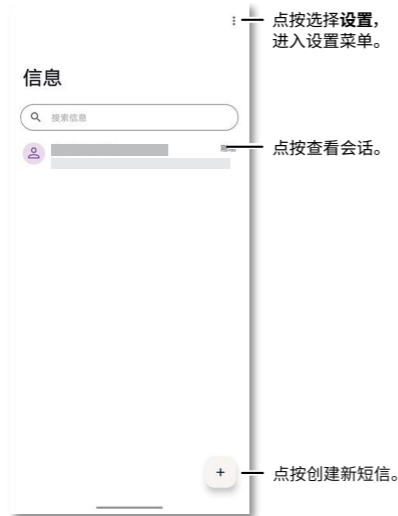 点按选择设置，
进入设置菜单。
信息
搜索信息
点按查看会话。
点按创建新短信。